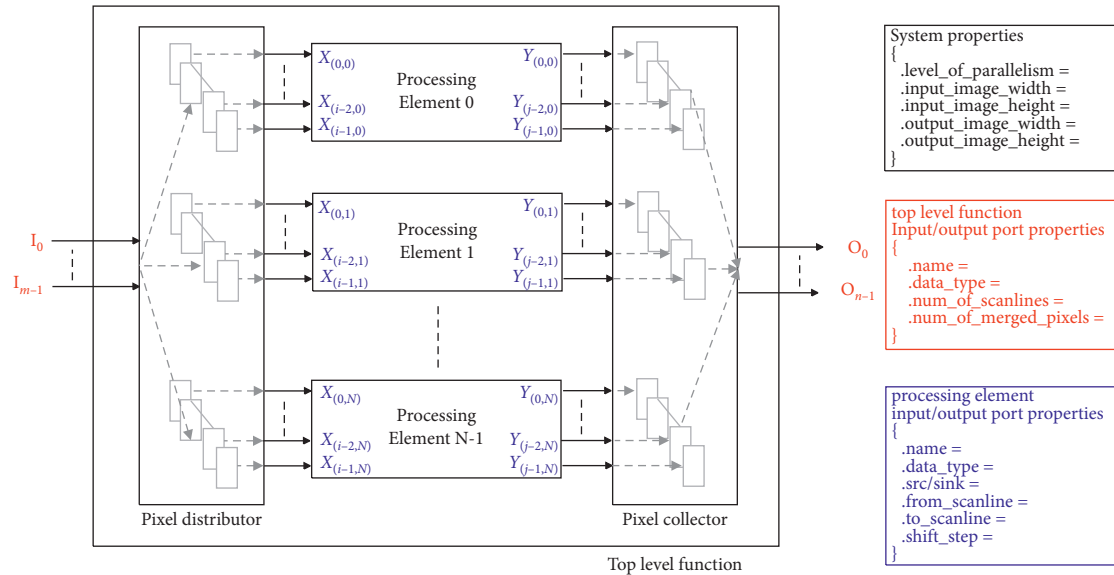 I0
Im–1
X(0,0)
X(i–2,0)
X(i–1,0)
Processing
Element 0
Y(0,0)
Y(j–2,0)
Y(j–1,0)
X(0,1)
X(i–2,1)
X(i–1,1)
Processing
Element 1
Y(0,1)
Y(j–2,1)
Y(j–1,1)
X(0,N)
X(i–2,N)
X(i–1,N)
Processing
Element N-1
Y(0,N)
Y(j–2,N)
Y(j–1,N)
O0
On–1
Pixel distributor
Pixel collector
Top level function
System properties
{
.level_of_parallelism =
.input_image_width =
.input_image_height =
.output_image_width =
.output_image_height =
}
top level function
Input/output port properties
{
.name =
.data_type =
.num_of_scanlines =
.num_of_merged_pixels =
}
processing element
input/output port properties
{
.name =
.data_type =
.src/sink =
.from_scanline =
.to_scanline =
.shift_step =
}